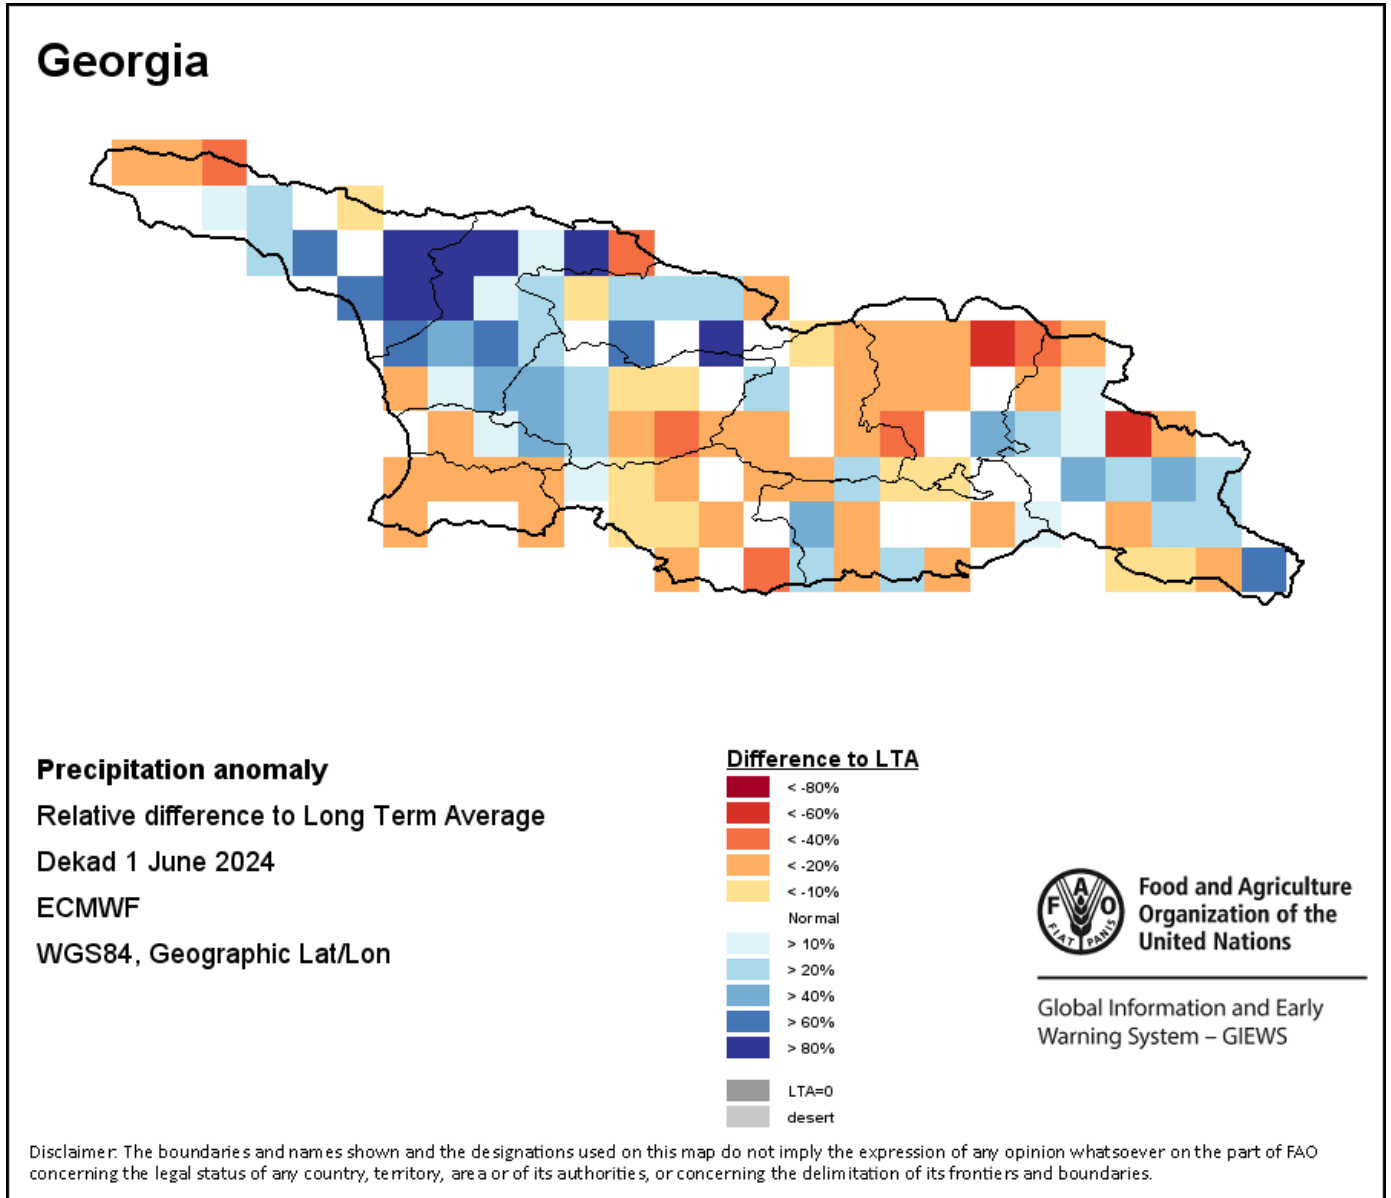 Georgia
Precipitation anomaly
Relative difference to Long Term Average
Dekad 1 June 2024
ECMWF
WGS84, Geographic Lat/Lon
Difference to LTA
< -80%
< -60%
< -40%
< -20%
< -10%
Normal
> 10%
> 20%
> 40%
> 60%
> 80%
LTA=0
desert
F A O
FIAT PANIS
Food and Agriculture
Organization of the
United Nations
Global Information and Early
Warning System – GIEWS
Disclaimer: The boundaries and names shown and the designations used on this map do not imply the expression of any opinion whatsoever on the part of FAO
concerning the legal status of any country, territory, area or of its authorities, or concerning the delimitation of its frontiers and boundaries.